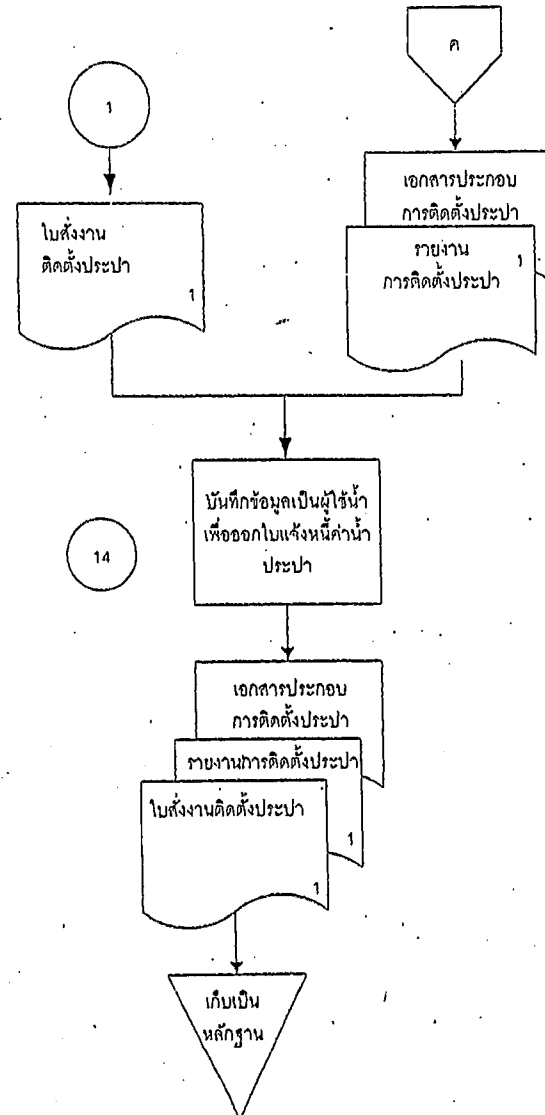 ค
1
เอกสารประกอบ
การติดตั้งประปา
ใบสั่งงาน
ติดตั้งประปา
1
รายงาน
การติดตั้งประปา
1
บันทึกข้อมูลเป็นผู้ใช้น้ำ
เพื่อออกใบแจ้งหนี้ค่าน้ำ
ประปา
14
เอกสารประกอบ
การติดตั้งประปา
รายงานการติดตั้งประปา
1
ใบสั่งงานติดตั้งประปา
1
เก็บเป็น
หลักฐาน